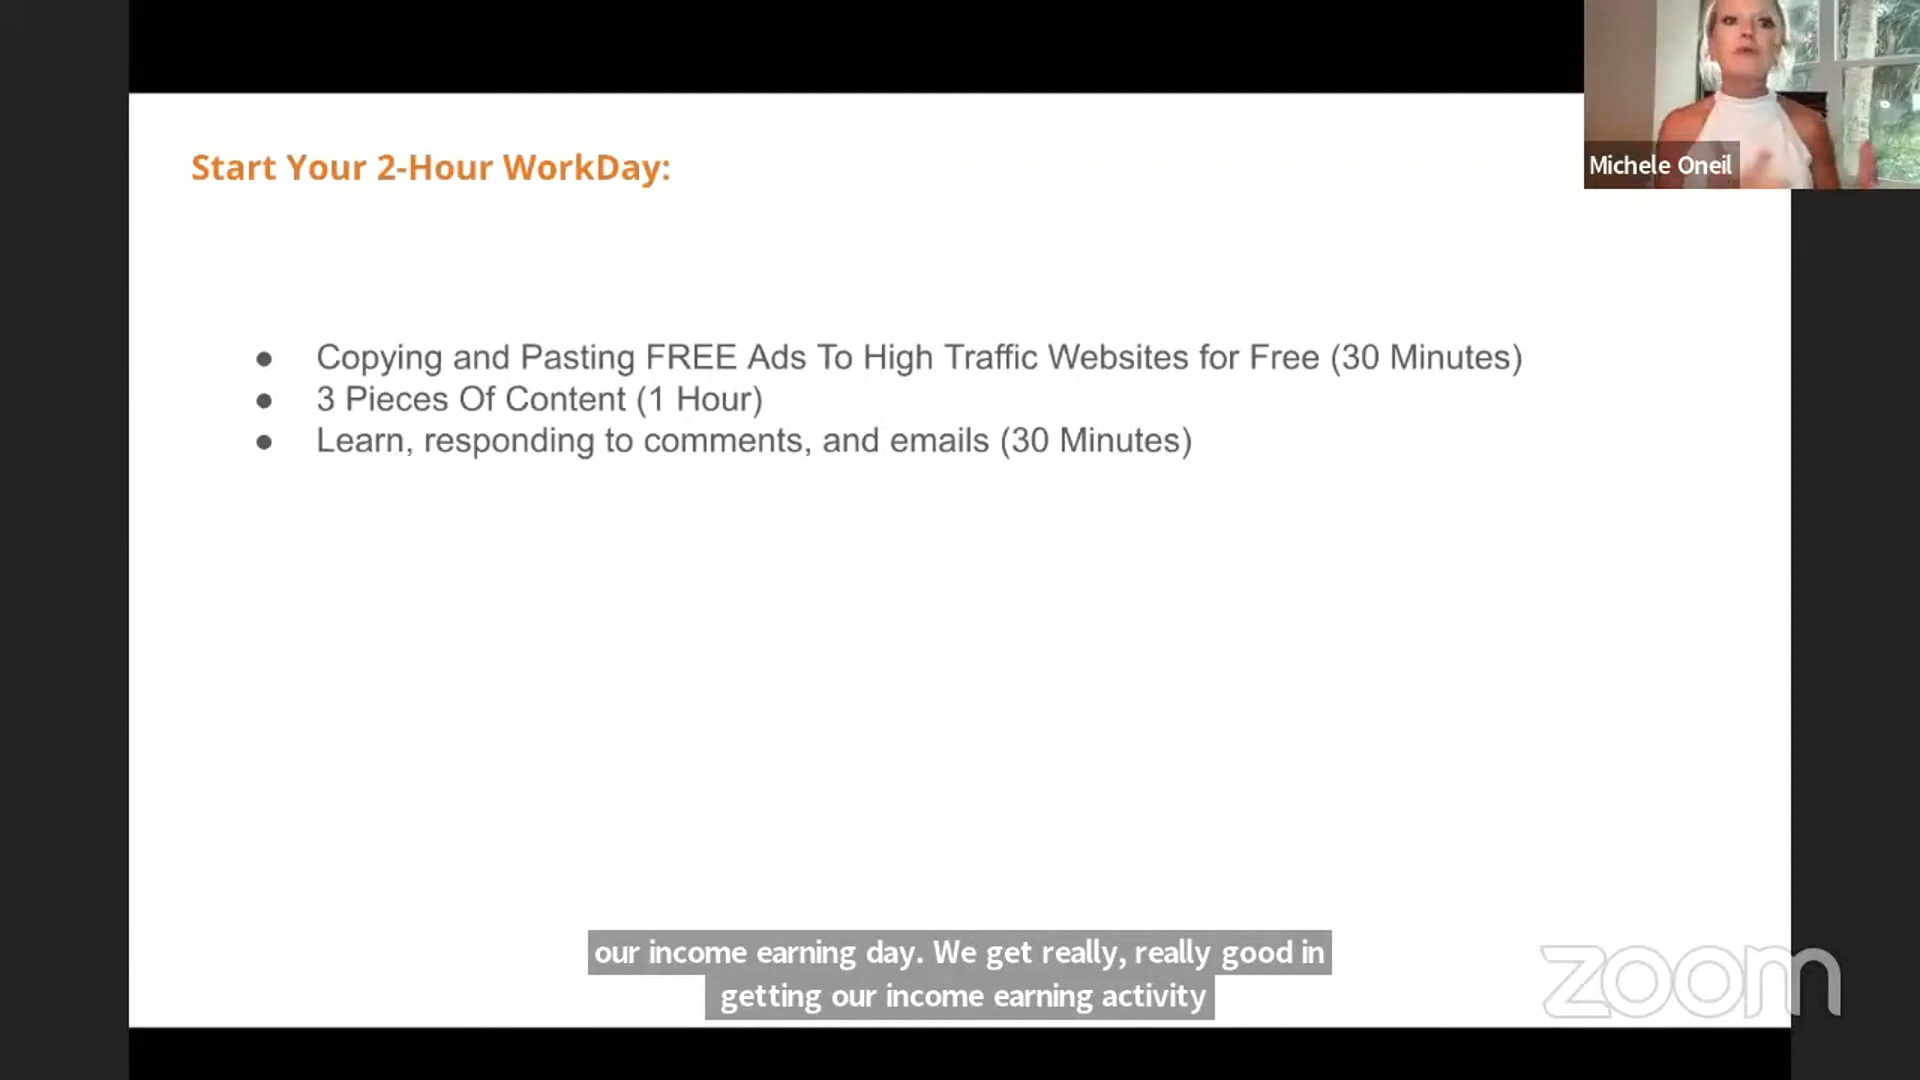 Start Your 2-Hour WorkDay:
Michele Oneil
● Copying and Pasting FREE Ads To High Traffic Websites for Free (30 Minutes)
● 3 Pieces Of Content (1 Hour)
● Learn, responding to comments, and emails (30 Minutes)
our income earning day. We get really, really good in
getting our income earning activity
zoom